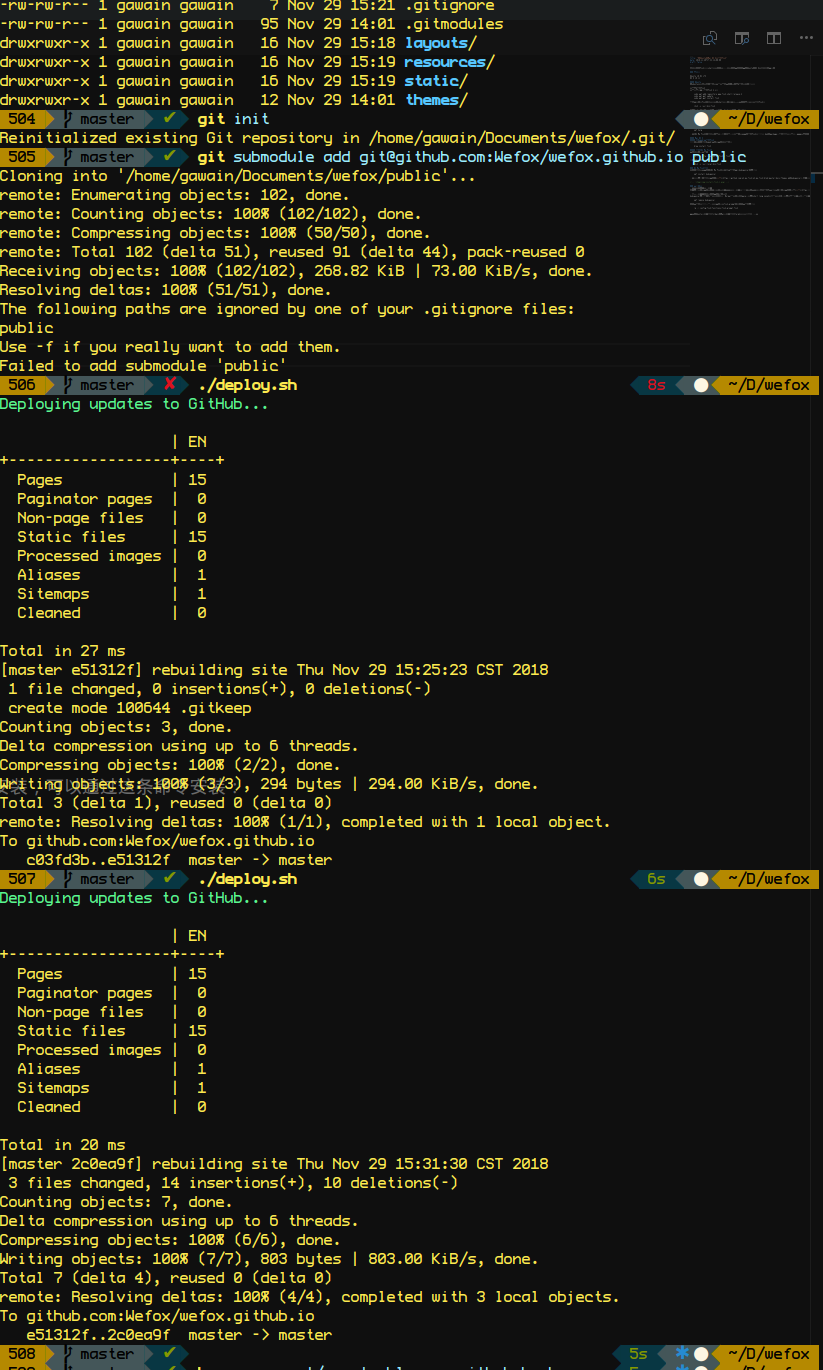 -rw-rw-r-- 1 gawain gawain    7 Nov 29 15:21 .gitignore
-rw-rw-r-- 1 gawain gawain   95 Nov 29 14:01 .gitmodules
drwxrwxr-x 1 gawain gawain   16 Nov 29 15:18 layouts/
drwxrwxr-x 1 gawain gawain   16 Nov 29 15:19 resources/
drwxrwxr-x 1 gawain gawain   16 Nov 29 15:19 static/
drwxrwxr-x 1 gawain gawain   12 Nov 29 14:01 themes/
504 master ✔ git init ~/D/wefox
Reinitialized existing Git repository in /home/gawain/Documents/wefox/.git/
505 master ✔ git submodule add git@github.com:Wefox/wefox.github.io public
Cloning into '/home/gawain/Documents/wefox/public'...
remote: Enumerating objects: 102, done.
remote: Counting objects: 100% (102/102), done.
remote: Compressing objects: 100% (50/50), done.
remote: Total 102 (delta 51), reused 91 (delta 44), pack-reused 0
Receiving objects: 100% (102/102), 268.82 KiB | 73.00 KiB/s, done.
Resolving deltas: 100% (51/51), done.
The following paths are ignored by one of your .gitignore files:
public
Use -f if you really want to add them.
Failed to add submodule 'public'
506 master ✘ ./deploy.sh 8s ~/D/wefox
Deploying updates to GitHub...
                   | EN
+------------------+----+
  Pages            | 15
  Paginator pages  |  0
  Non-page files   |  0
  Static files     | 15
  Processed images |  0
  Aliases          |  1
  Sitemaps         |  1
  Cleaned          |  0
Total in 27 ms
[master e51312f] rebuilding site Thu Nov 29 15:25:23 CST 2018
 1 file changed, 0 insertions(+), 0 deletions(-)
 create mode 100644 .gitkeep
Counting objects: 3, done.
Delta compression using up to 6 threads.
Compressing objects: 100% (2/2), done.
Writing objects: 100% (3/3), 294 bytes | 294.00 KiB/s, done.
安装，可以通过这条命令安装：
Total 3 (delta 1), reused 0 (delta 0)
remote: Resolving deltas: 100% (1/1), completed with 1 local object.
To github.com:Wefox/wefox.github.io
   c03fd3b..e51312f  master -> master
507 master ✔ ./deploy.sh 6s ~/D/wefox
Deploying updates to GitHub...
                   | EN
+------------------+----+
  Pages            | 15
  Paginator pages  |  0
  Non-page files   |  0
  Static files     | 15
  Processed images |  0
  Aliases          |  1
  Sitemaps         |  1
  Cleaned          |  0
Total in 20 ms
[master 2c0ea9f] rebuilding site Thu Nov 29 15:31:30 CST 2018
 3 files changed, 14 insertions(+), 10 deletions(-)
Counting objects: 7, done.
Delta compression using up to 6 threads.
Compressing objects: 100% (6/6), done.
Writing objects: 100% (7/7), 803 bytes | 803.00 KiB/s, done.
Total 7 (delta 4), reused 0 (delta 0)
remote: Resolving deltas: 100% (4/4), completed with 3 local objects.
To github.com:Wefox/wefox.github.io
   e51312f..2c0ea9f  master -> master
508 master ✔ 5s ~/D/wefox